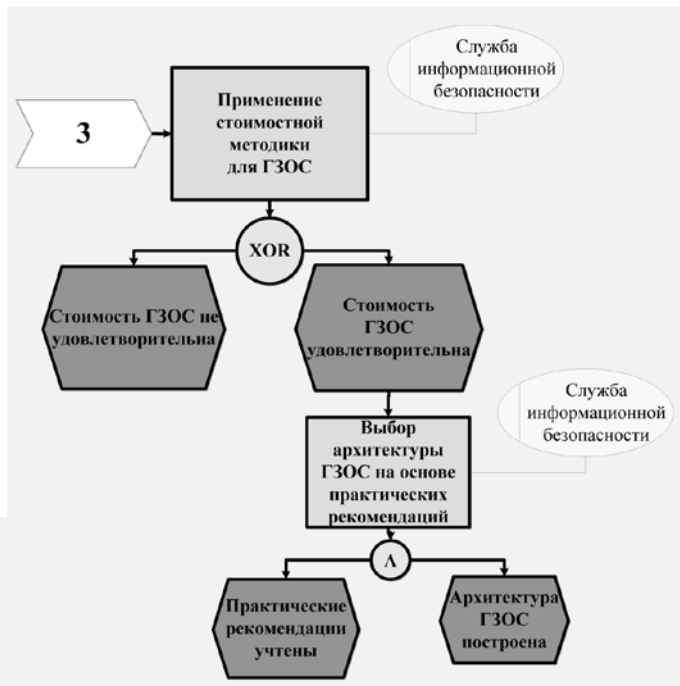 Служба
информационной
безопасности
3
Применение
стоимостной
методики
для ГЗОС
XOR
Стоимость ГЗОС не
удовлетворительна
Стоимость
ГЗОС
удовлетворительна
Служба
информационной
безопасности
Выбор
архитектуры
ГЗОС на основе
практических
рекомендаций
Λ
Практические
рекомендации
учтены
Архитектура
ГЗОС
построена